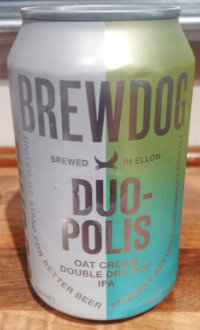 BREWDOG
BREWED IN ELLON
DUO-
POLIS
OAT CREAM
DOUBLE DRY HOP
IPA
UNITED WE STAND FOR BETTER BEER